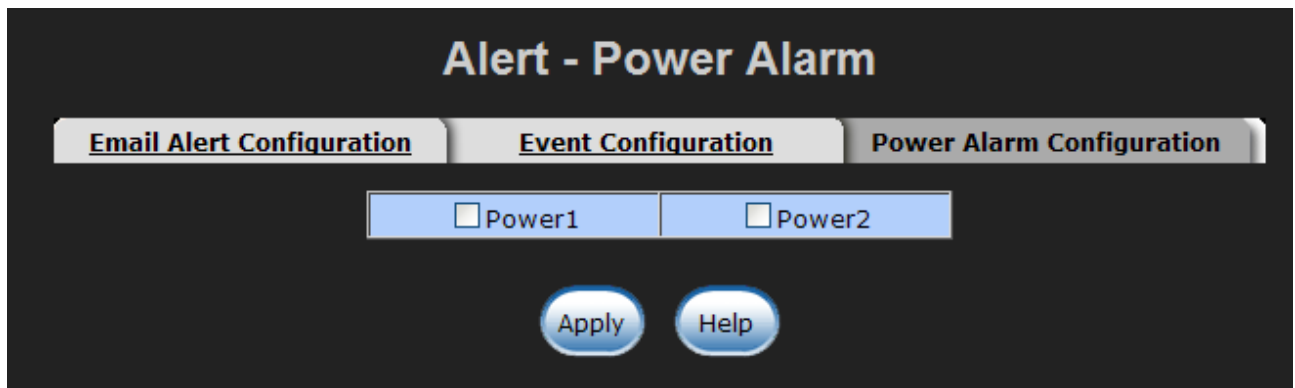 Alert - Power Alarm
Email Alert Configuration Event Configuration Power Alarm Configuration
Power1 Power2
Apply Help